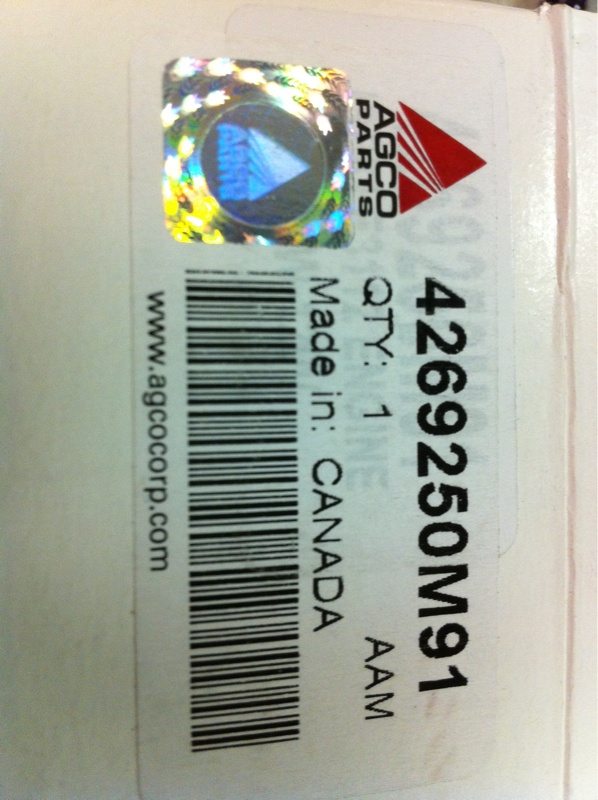 AGCO
PARTS
4269250M91
QTY: 1 AAM
Made in: CANADA
www.agcocorp.com